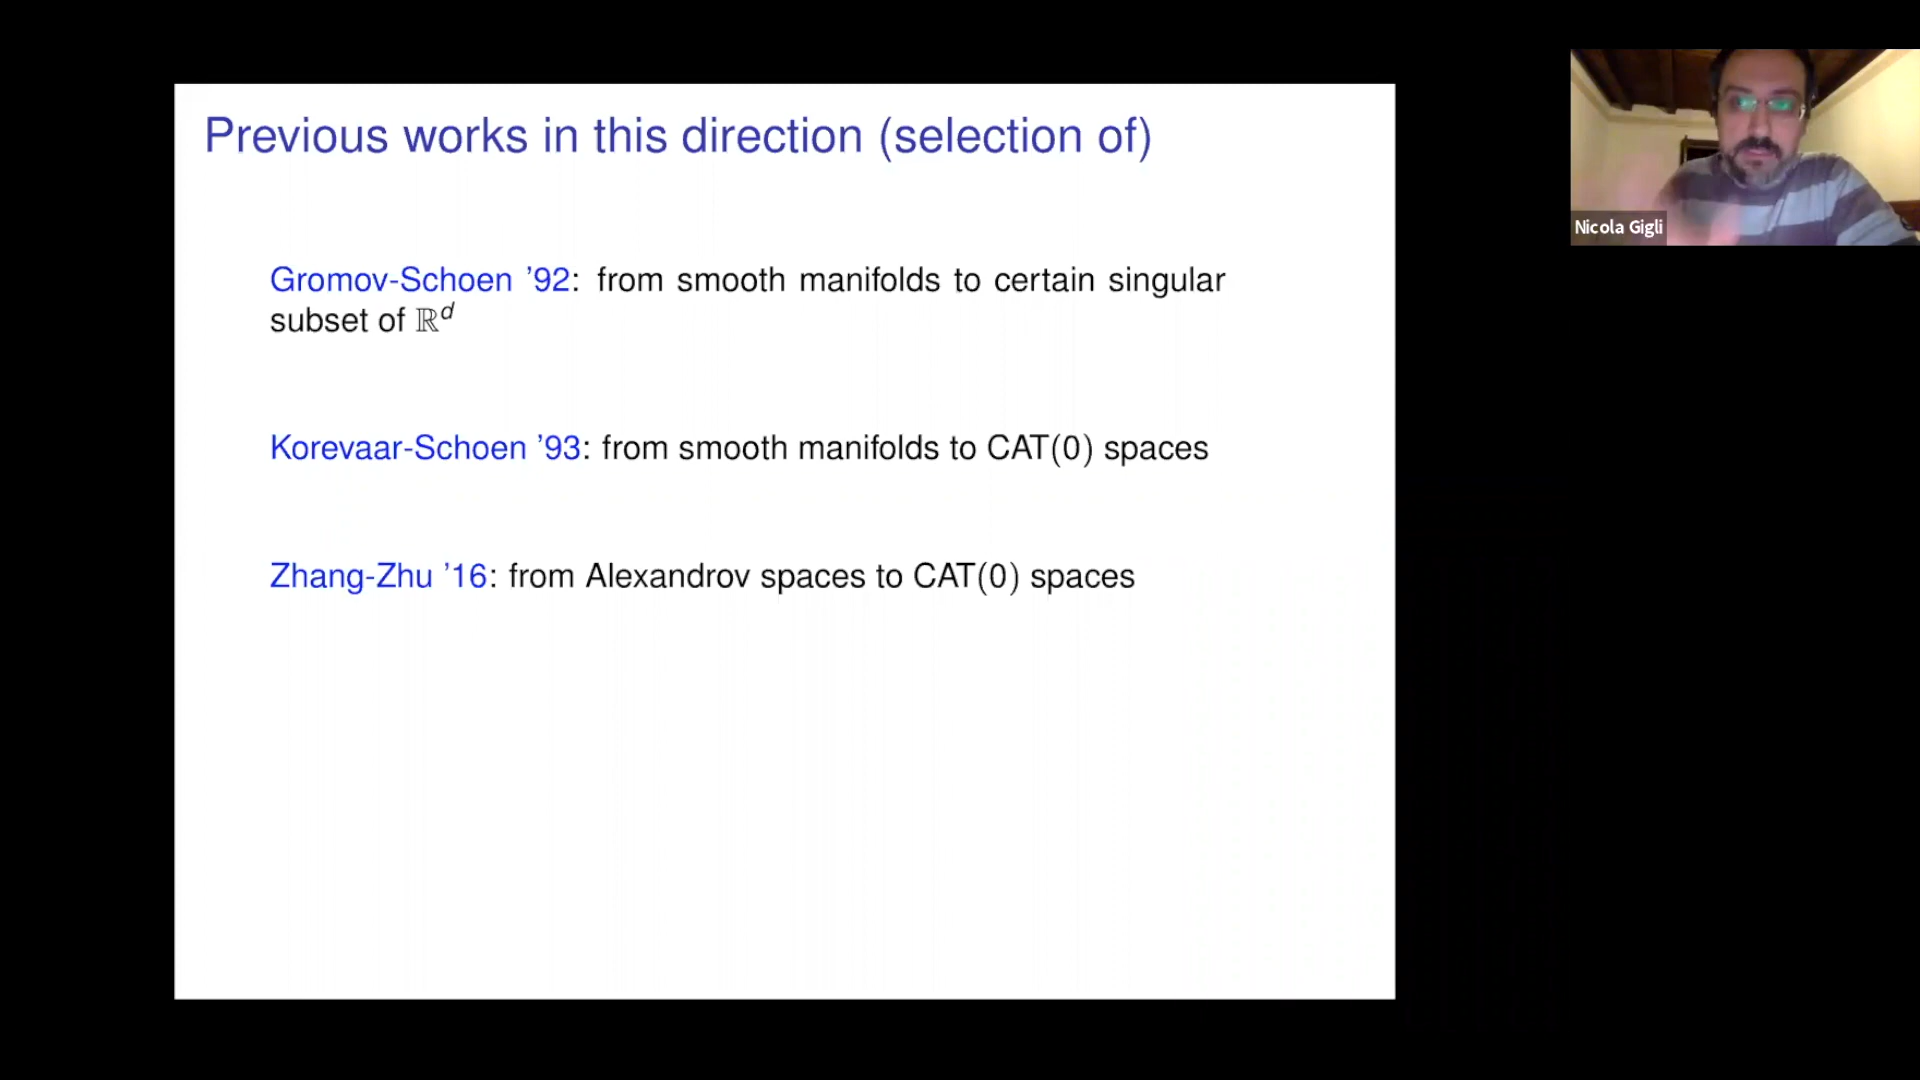 Previous works in this direction (selection of)
Nicola Gigli
Gromov-Schoen ’92: from smooth manifolds to certain singular
subset of ℝᵈ
Korevaar-Schoen ’93: from smooth manifolds to CAT(0) spaces
Zhang-Zhu ’16: from Alexandrov spaces to CAT(0) spaces